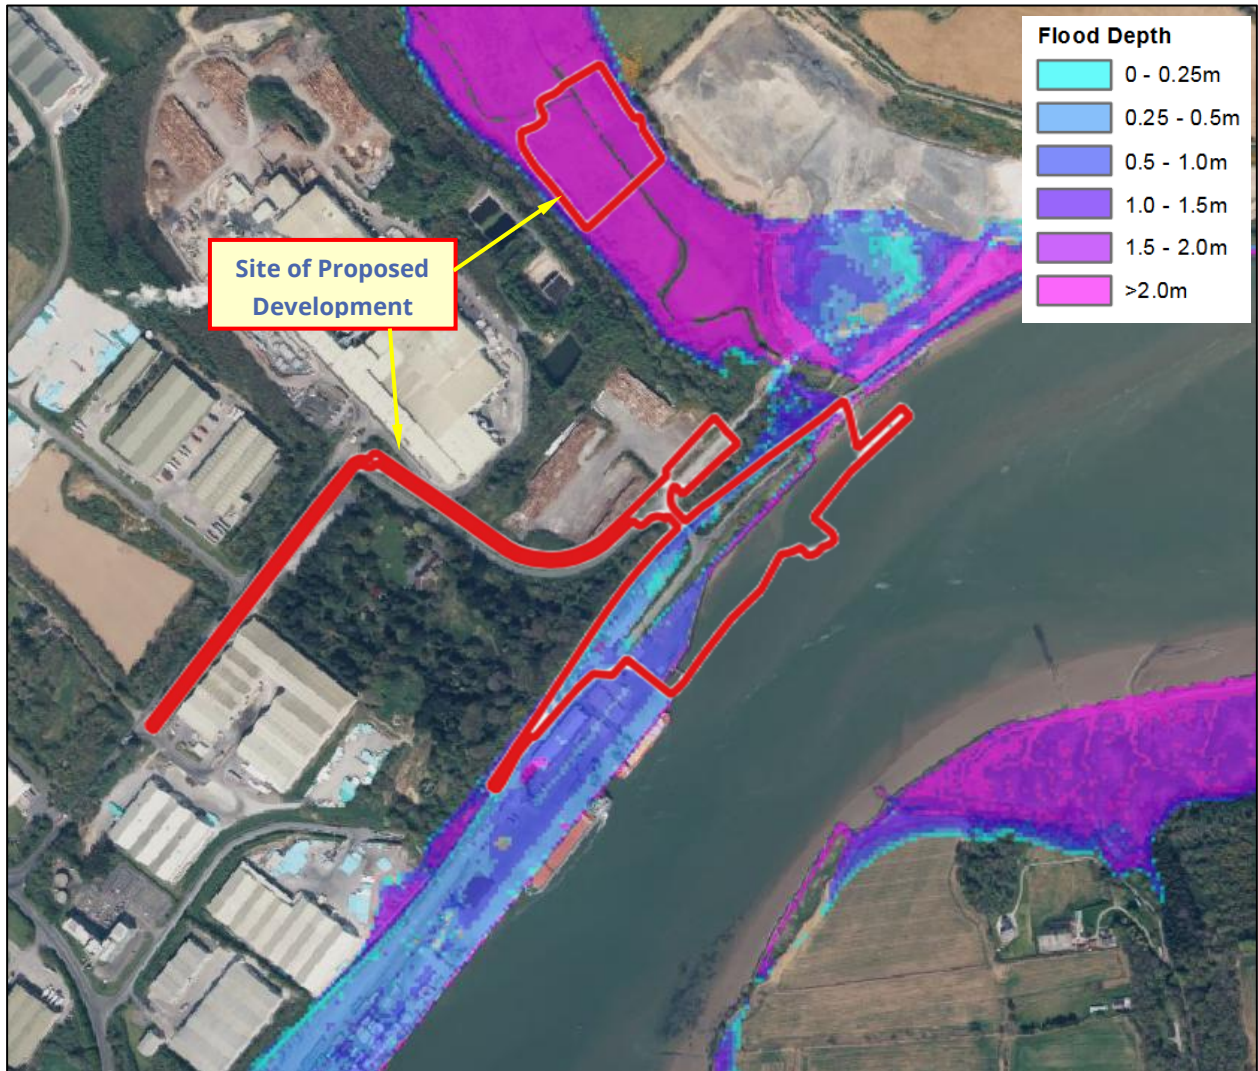 Flood Depth
0 - 0.25m
0.25 - 0.5m
0.5 - 1.0m
1.0 - 1.5m
1.5 - 2.0m
>2.0m
Site of Proposed
Development